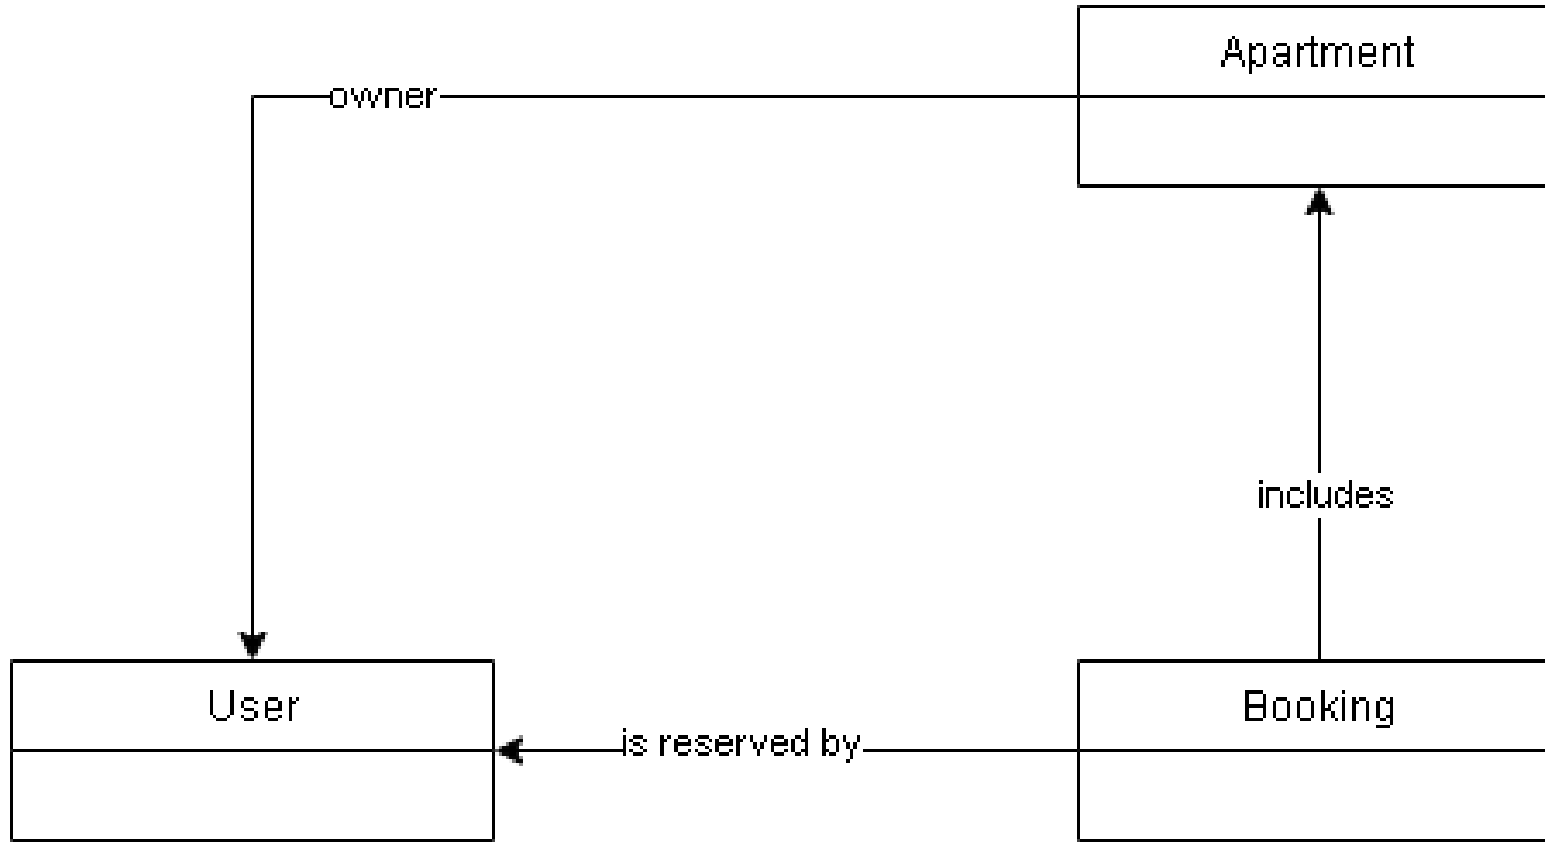 Apartment
owner
includes
User
Booking
is reserved by